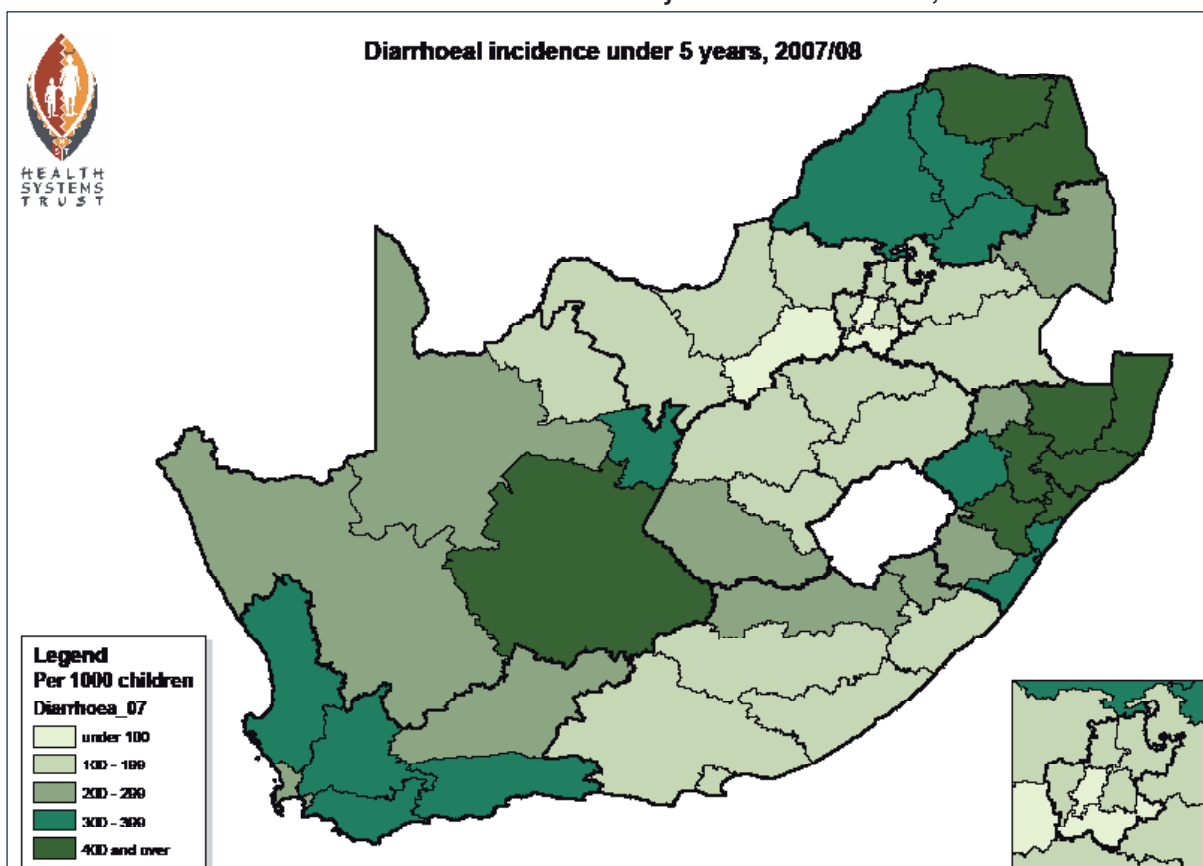 Diarrhoeal incidence under 5 years, 2007/08
HEALTH
SYSTEMS
TRUST
Legend
Per 1000 children
Diarrhoea_07
under 100
100 - 199
200 - 299
300 - 399
400 and over